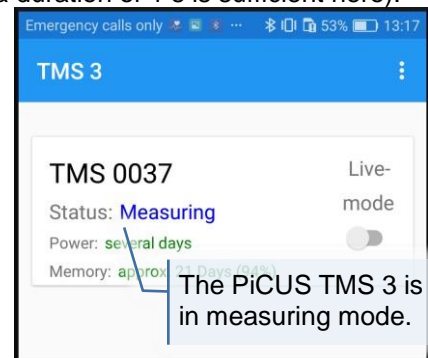 a duration of 1 s is sufficient here).
Emergency calls only ... 53% 13:17
TMS 3
TMS 0037
Live-
mode
Status: Measuring
Power: several days
Memory: approx. 21 Days (94%)
The PiCUS TMS 3 is
in measuring mode.